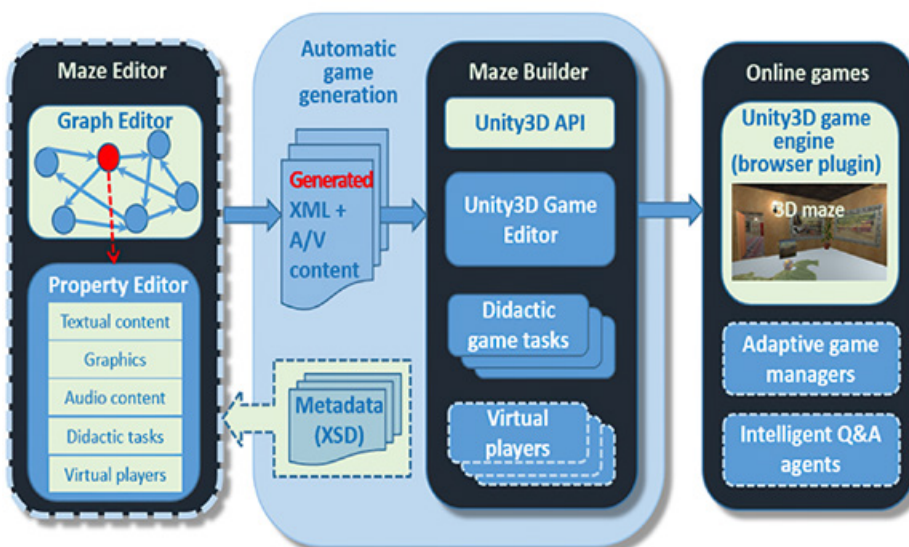 Maze Editor
Graph Editor
Property Editor
Textual content
Graphics
Audio content
Didactic tasks
Virtual players
Automatic
game
generation
Generated
XML +
A/V
content
Metadata
(XSD)
Maze Builder
Unity3D API
Unity3D Game
Editor
Didactic
game tasks
Virtual
players
Online games
Unity3D game
engine
(browser plugin)
3D maze
Adaptive game
managers
Intelligent Q&A
agents